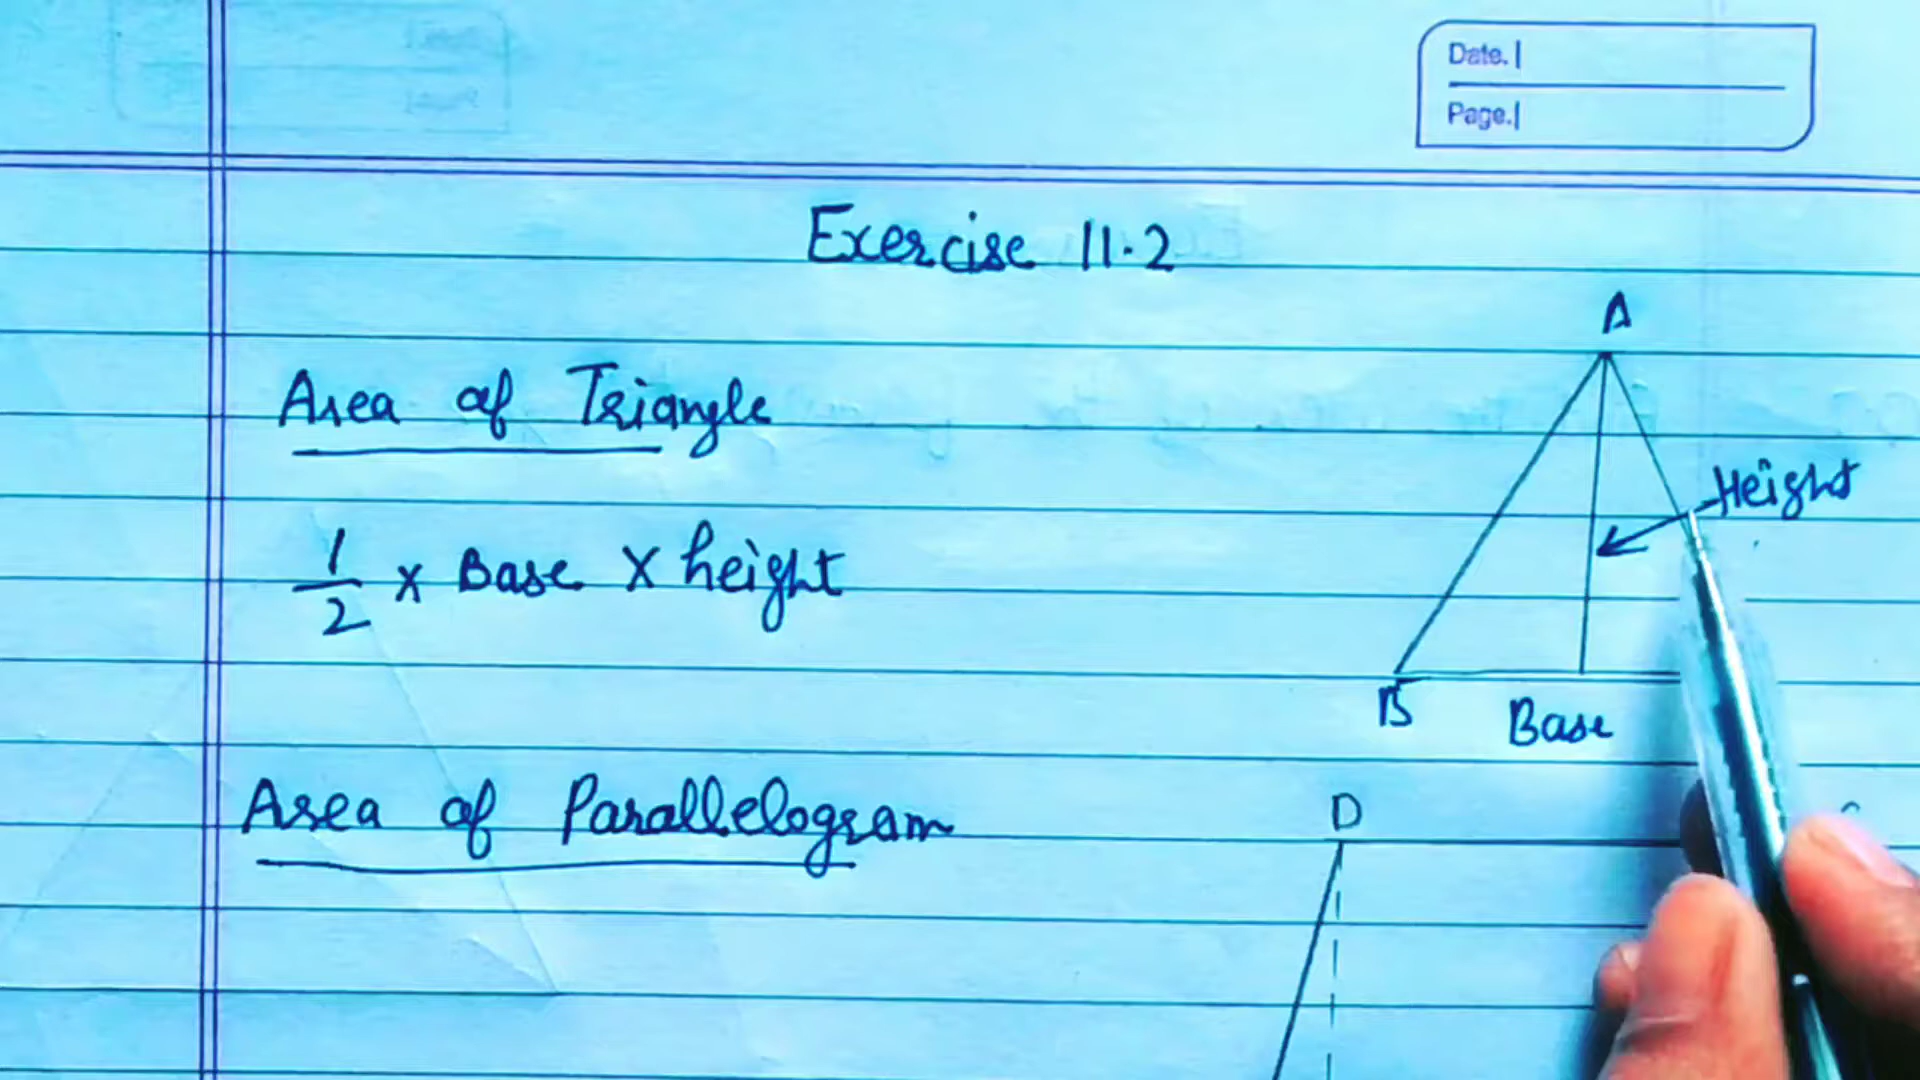 Date.
Page.
Exercise 11.2
A
Area of Triangle
Height
1/2 x Base x height
B
Base
Area of Parallelogram
D